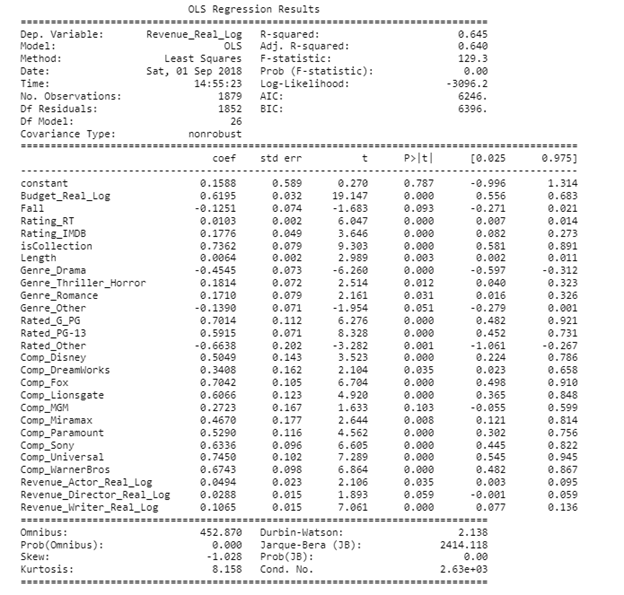 OLS Regression Results
==============================================================================
Dep. Variable: Revenue_Real_Log R-squared: 0.645
Model: OLS Adj. R-squared: 0.640
Method: Least Squares F-statistic: 129.3
Date: Sat, 01 Sep 2018 Prob (F-statistic): 0.00
Time: 14:55:23 Log-Likelihood: -3096.2
No. Observations: 1879 AIC: 6246.
Df Residuals: 1852 BIC: 6396.
Df Model: 26
Covariance Type: nonrobust
==============================================================================
coef std err t P>|t| [0.025 0.975]
------------------------------------------------------------------------------
constant 0.1588 0.589 0.270 0.787 -0.996 1.314
Budget_Real_Log 0.6195 0.032 19.147 0.000 0.556 0.683
Fall -0.1251 0.074 -1.683 0.093 -0.271 0.021
Rating_RT 0.0103 0.002 6.047 0.000 0.007 0.014
Rating_IMDB 0.1776 0.049 3.646 0.000 0.082 0.273
isCollection 0.7362 0.079 9.303 0.000 0.581 0.891
Length 0.0064 0.002 2.989 0.003 0.002 0.011
Genre_Drama -0.4545 0.073 -6.260 0.000 -0.597 -0.312
Genre_Thriller_Horror 0.1814 0.072 2.514 0.012 0.040 0.323
Genre_Romance 0.1710 0.079 2.161 0.031 0.016 0.326
Genre_Other -0.1390 0.071 -1.954 0.051 -0.279 0.001
Rated_G_PG 0.7014 0.112 6.276 0.000 0.482 0.921
Rated_PG-13 0.5915 0.071 8.328 0.000 0.452 0.731
Rated_Other -0.6638 0.202 -3.282 0.001 -1.061 -0.267
Comp_Disney 0.5049 0.143 3.523 0.000 0.224 0.786
Comp_DreamWorks 0.3408 0.162 2.104 0.035 0.023 0.658
Comp_Fox 0.7042 0.105 6.704 0.000 0.498 0.910
Comp_Lionsgate 0.6066 0.123 4.920 0.000 0.365 0.848
Comp_MGM 0.2723 0.167 1.633 0.103 -0.055 0.599
Comp_Miramax 0.4670 0.177 2.644 0.008 0.121 0.814
Comp_Paramount 0.5290 0.116 4.562 0.000 0.302 0.756
Comp_Sony 0.6336 0.096 6.605 0.000 0.445 0.822
Comp_Universal 0.7450 0.102 7.289 0.000 0.545 0.945
Comp_WarnerBros 0.6743 0.098 6.864 0.000 0.482 0.867
Revenue_Actor_Real_Log 0.0494 0.023 2.106 0.035 0.003 0.095
Revenue_Director_Real_Log 0.0288 0.015 1.893 0.059 -0.001 0.059
Revenue_Writer_Real_Log 0.1065 0.015 7.061 0.000 0.077 0.136
==============================================================================
Omnibus: 452.870 Durbin-Watson: 2.138
Prob(Omnibus): 0.000 Jarque-Bera (JB): 2414.118
Skew: -1.028 Prob(JB): 0.00
Kurtosis: 8.158 Cond. No. 2.63e+03
==============================================================================